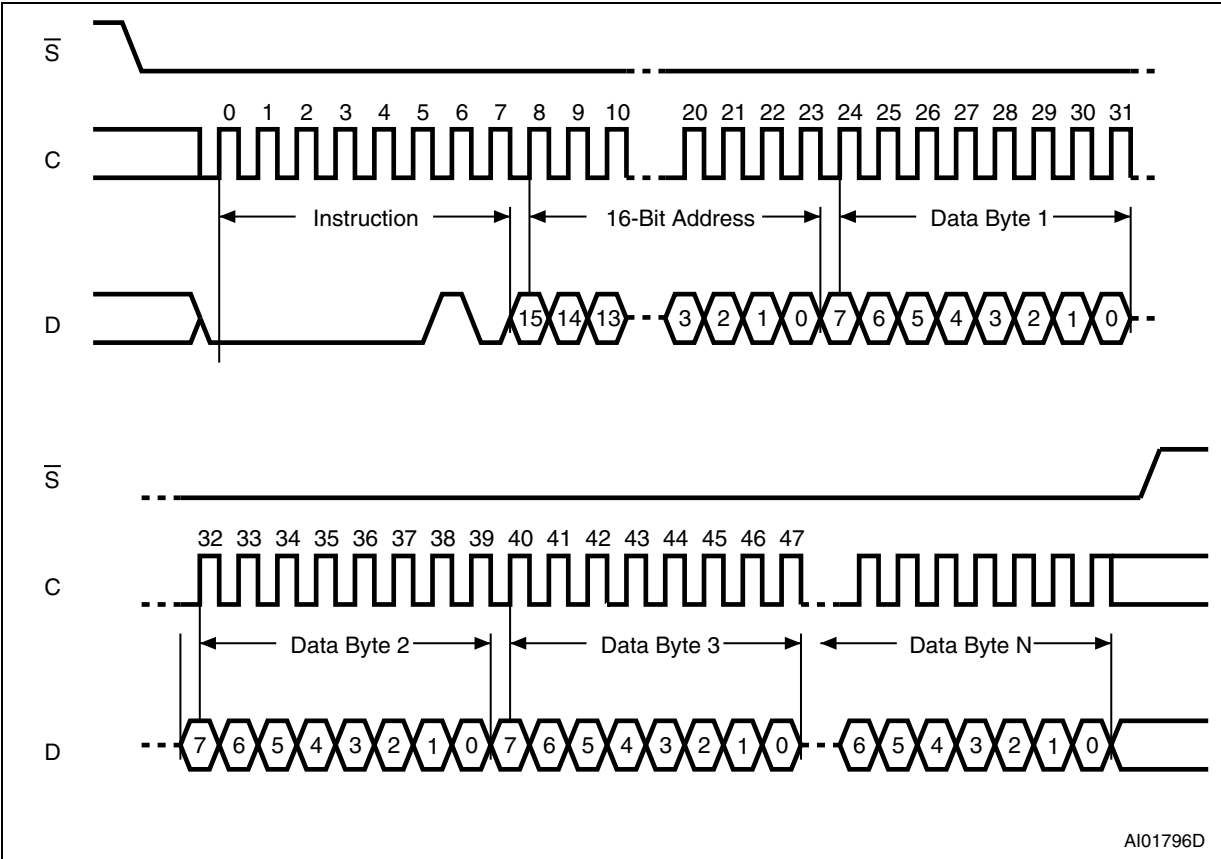 S̅
0 1 2 3 4 5 6 7 8 9 10 20 21 22 23 24 25 26 27 28 29 30 31
C
Instruction 16-Bit Address Data Byte 1
D 15 14 13 3 2 1 0 7 6 5 4 3 2 1 0
S̅
32 33 34 35 36 37 38 39 40 41 42 43 44 45 46 47
C
Data Byte 2 Data Byte 3 Data Byte N
D 7 6 5 4 3 2 1 0 7 6 5 4 3 2 1 0 6 5 4 3 2 1 0
AI01796D